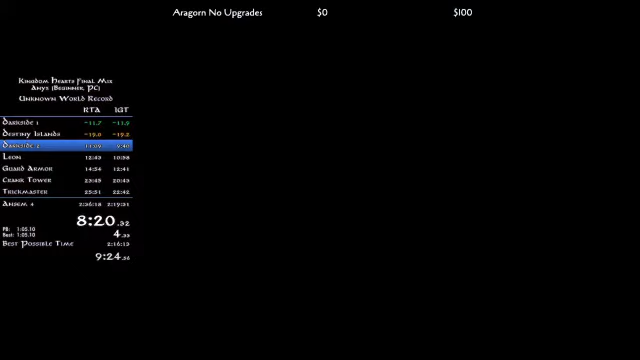 Aragorn No Upgrades $0 $100
Kingdom Hearts Final Mix
Any% (Beginner, PC)
Unknown World Record
RTA IGT
Darkside 1 -11.7 -11.9
Destiny Islands -19.0 -19.2
Darkside 2 11:09 9:40
Leon 12:43 10:58
Guard Armor 14:54 12:41
Crank Tower 23:45 20:43
Trickmaster 25:51 22:42
Ansem 4 2:36:18 2:19:31
8:20.32
PB: 1:05.10
Best: 1:05.10 4.33
Best Possible Time 2:16:13
9:24.36